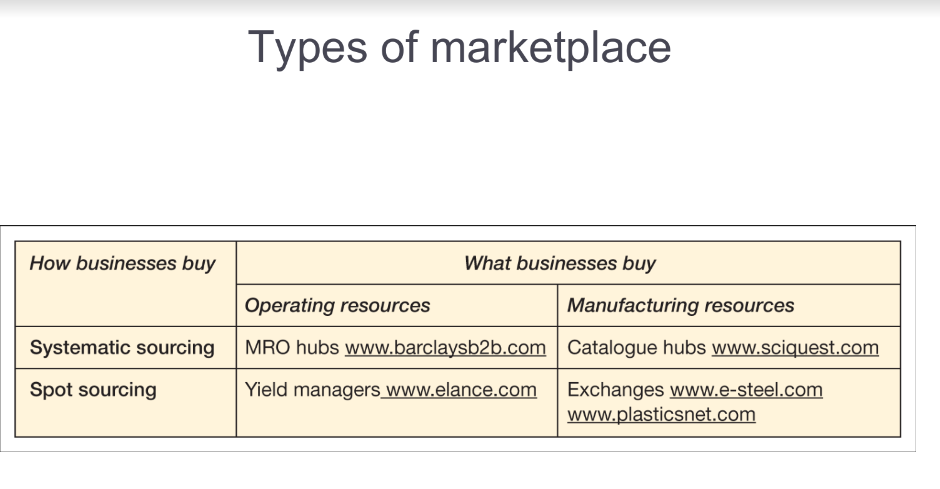 Types of marketplace
How businesses buy
What businesses buy
Operating resources
Manufacturing resources
Systematic sourcing
MRO hubs www.barclaysb2b.com
Catalogue hubs www.sciquest.com
Spot sourcing
Yield managers www.elance.com
Exchanges www.e-steel.com
www.plasticsnet.com